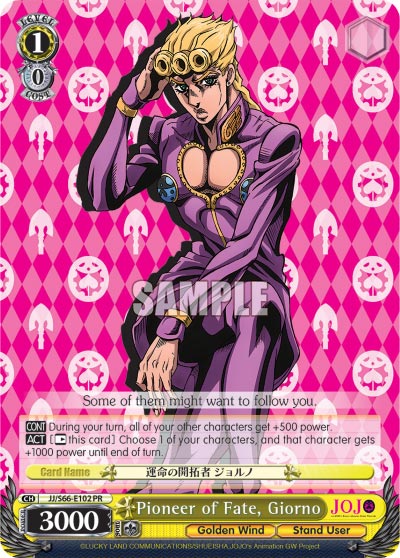 LEVEL
1
0
COST
SAMPLE
Some of them might want to follow you.
CONT During your turn, all of your other characters get +500 power.
ACT [this card] Choose 1 of your characters, and that character gets
+1000 power until end of turn.
Card Name 運命の開拓者 ジョルノ
CH JJ/S66-E102 PR
Pioneer of Fate, Giorno
JOJO
POWER 3000 SOUL
Golden Wind Stand User
©LUCKY LAND COMMUNICATIONS/SHUEISHA,JOJO's Animation GW Project